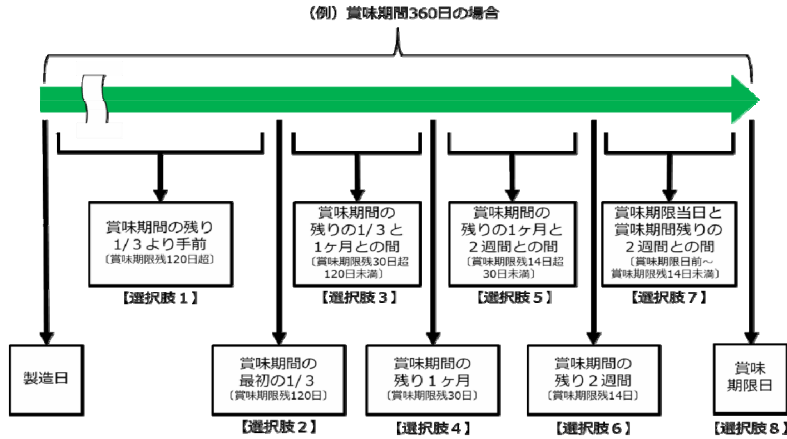 (例)賞味期間360日の場合
賞味期間の残り
1/3より手前
〔賞味期限残120日超〕
【選択肢1】
賞味期間の
残りの1/3と
1ヶ月との間
〔賞味期限残30日超
120日未満〕
【選択肢3】
賞味期間の
残りの1ヶ月と
2週間との間
〔賞味期限残14日超
30日未満〕
【選択肢5】
賞味期限当日と
賞味期間残りの
2週間との間
〔賞味期限日前~
賞味期限残14日未満〕
【選択肢7】
製造日
賞味期間の
最初の1/3
〔賞味期限残120日〕
【選択肢2】
賞味期間の
残り1ヶ月
〔賞味期限残30日〕
【選択肢4】
賞味期間の
残り2週間
〔賞味期限残14日〕
【選択肢6】
賞味
期限日
【選択肢8】